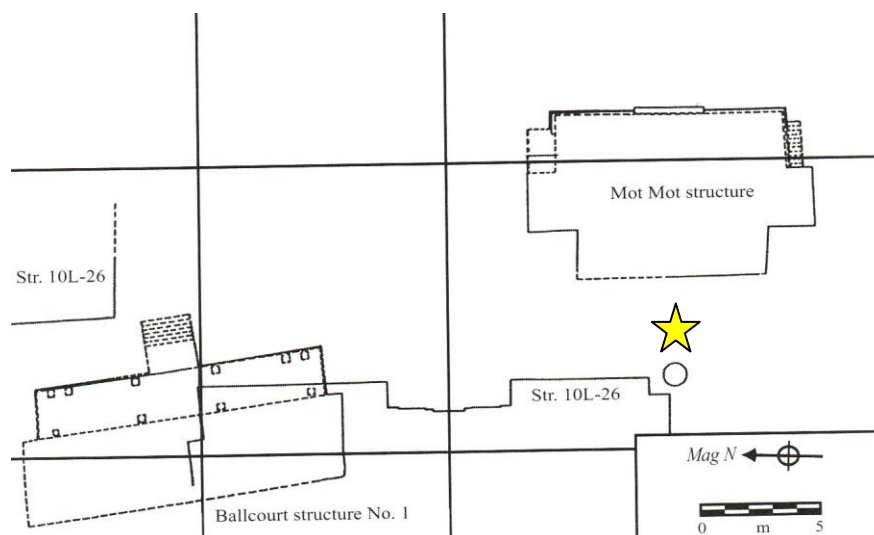 Mot Mot structure
Str. 10L-26
Str. 10L-26
Mag N
Ballcourt structure No. 1
0 m 5